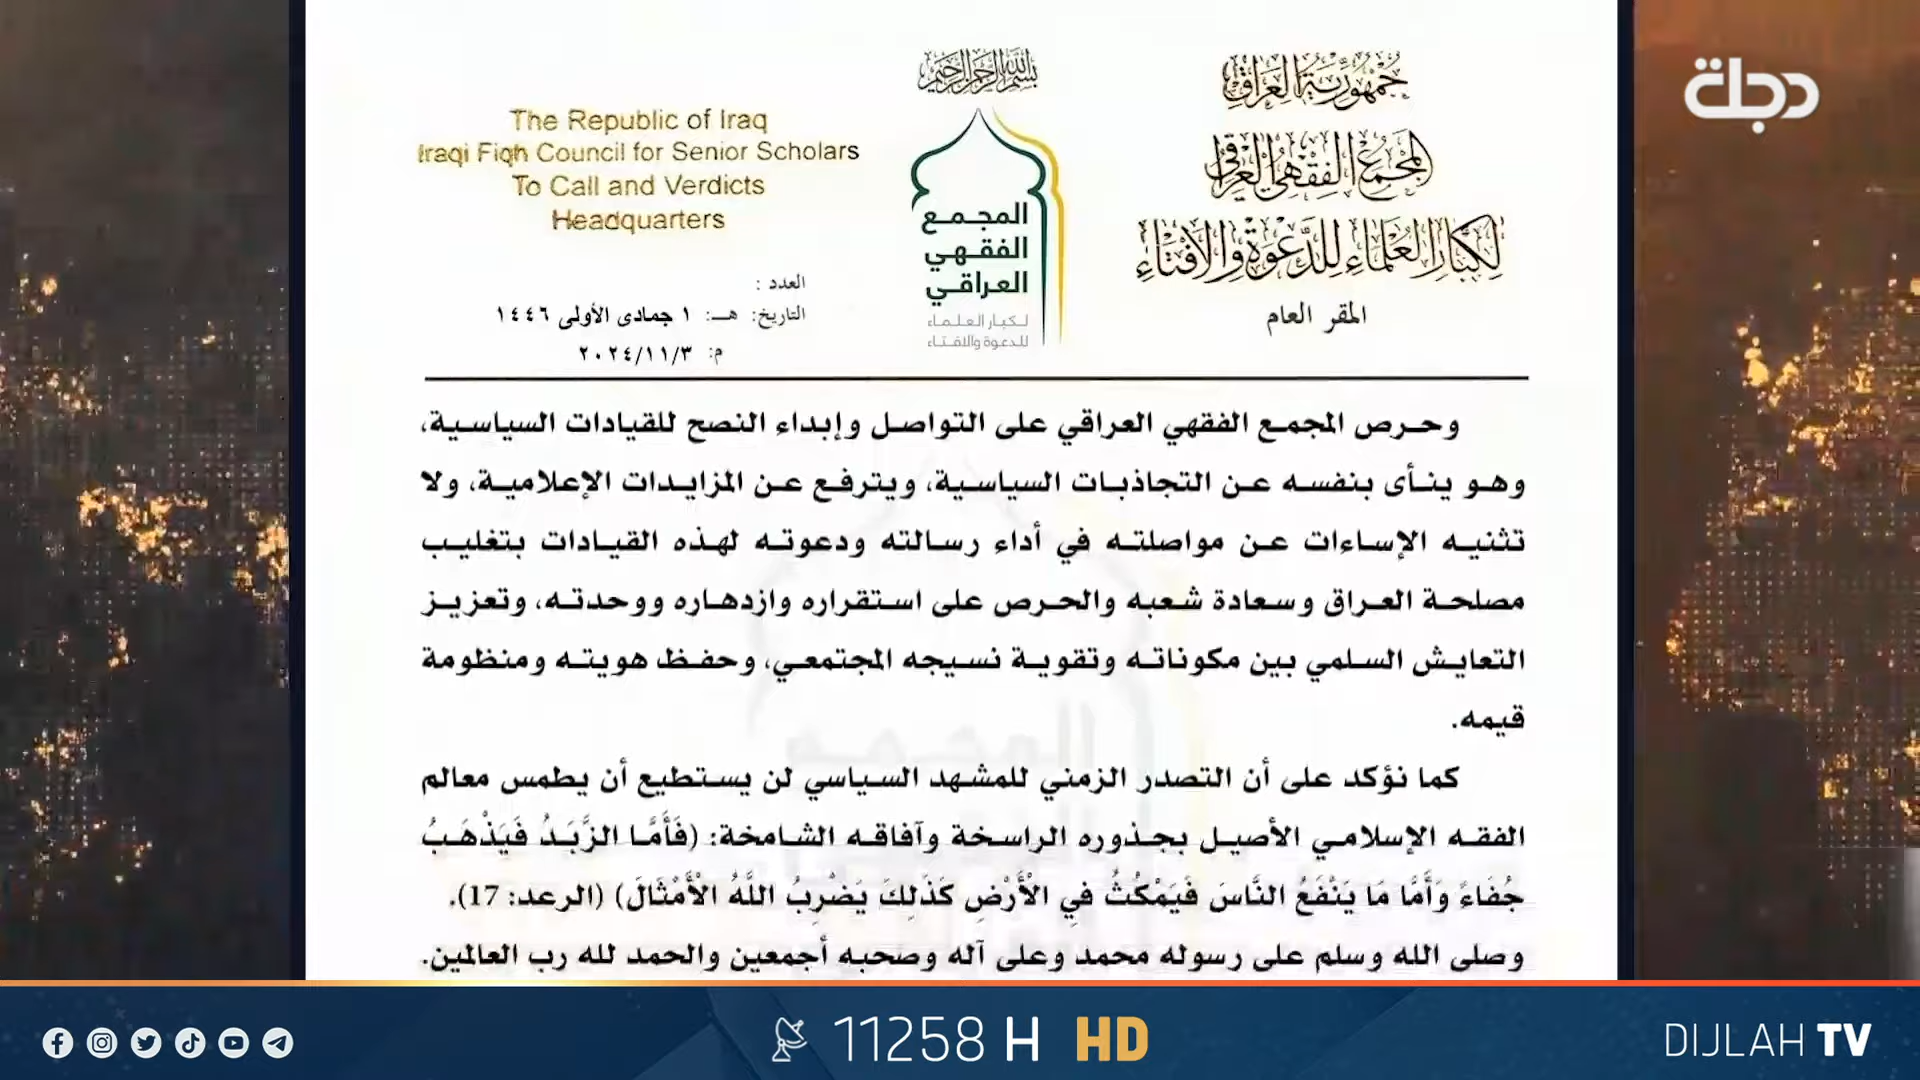 بسم الله الرحمن الرحيم
جمهورية العراق
المجمع الفقهي العراقي
لكبار العلماء للدعوة والافتاء
المقر العام
The Republic of Iraq
Iraqi Fiqh Council for Senior Scholars
To Call and Verdicts
Headquarters
المجمع
الفقهي
العراقي
لكبار العلماء
للدعوة والافتاء
العدد :
التاريخ: هـ: ١ جمادى الأولى ١٤٤٦
م: ٢٠٢٤/١١/٣
دجلة
وحرص المجمع الفقهي العراقي على التواصل وإبداء النصح للقيادات السياسية،
وهو ينأى بنفسه عن التجاذبات السياسية، ويترفع عن المزايدات الإعلامية، ولا
تثنيه الإساءات عن مواصلته في أداء رسالته ودعوته لهذه القيادات بتغليب
مصلحة العراق وسعادة شعبه والحرص على استقراره وازدهاره ووحدته، وتعزيز
التعايش السلمي بين مكوناته وتقوية نسيجه المجتمعي، وحفظ هويته ومنظومة
قيمه.
كما نؤكد على أن التصدر الزمني للمشهد السياسي لن يستطيع أن يطمس معالم
الفقه الإسلامي الأصيل بجذوره الراسخة وآفاقه الشامخة: (فَأَمَّا الزَّبَدُ فَيَذْهَبُ
جُفَاءً وَأَمَّا مَا يَنْفَعُ النَّاسَ فَيَمْكُثُ فِي الْأَرْضِ كَذَلِكَ يَضْرِبُ اللَّهُ الْأَمْثَالَ) (الرعد: 17).
وصلى الله وسلم على رسوله محمد وعلى آله وصحبه أجمعين والحمد لله رب العالمين.
11258 H HD
DIJLAH TV